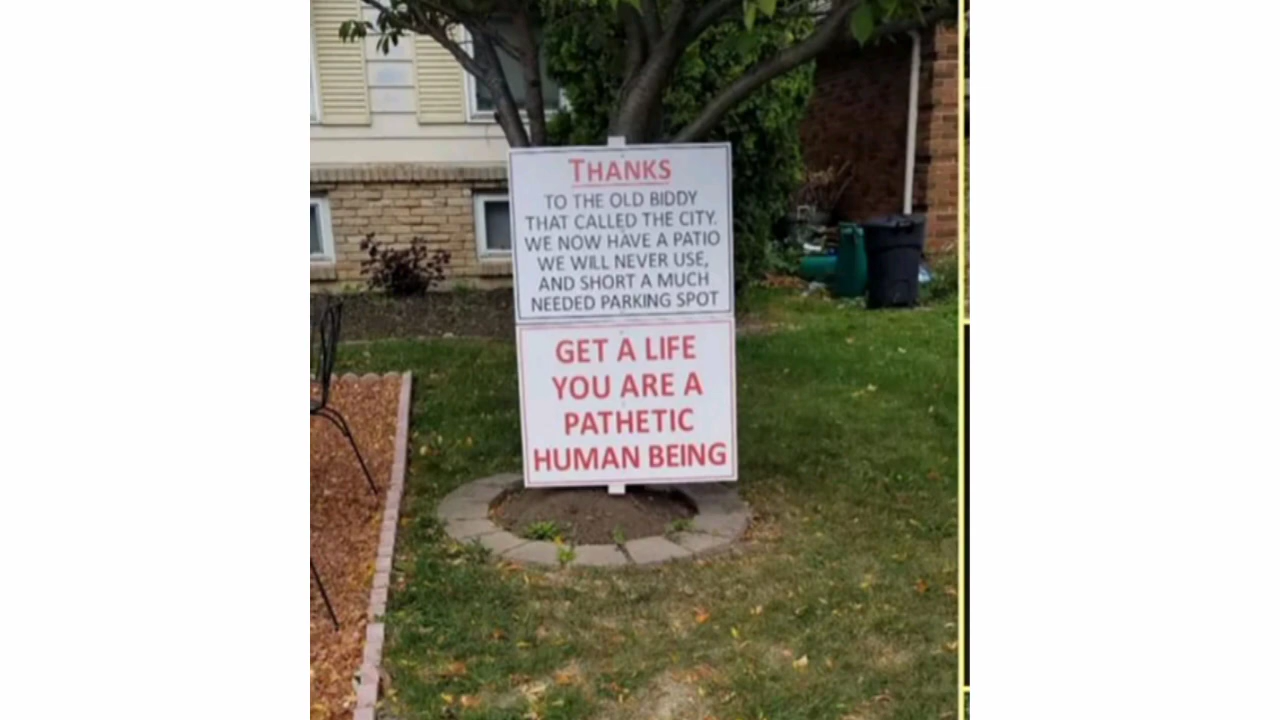 THANKS
TO THE OLD BIDDY
THAT CALLED THE CITY.
WE NOW HAVE A PATIO
WE WILL NEVER USE,
AND SHORT A MUCH
NEEDED PARKING SPOT
GET A LIFE
YOU ARE A
PATHETIC
HUMAN BEING